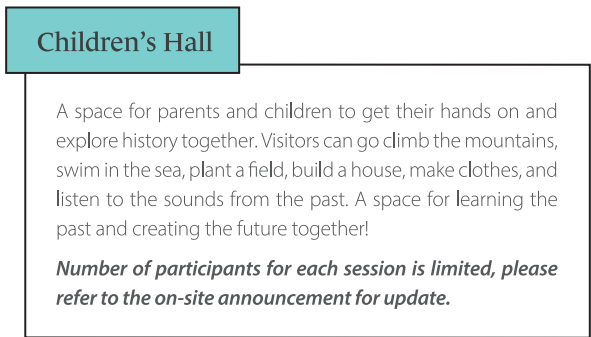 Children’s Hall
A space for parents and children to get their hands on and
explore history together. Visitors can go climb the mountains,
swim in the sea, plant a field, build a house, make clothes, and
listen to the sounds from the past. A space for learning the
past and creating the future together!
Number of participants for each session is limited, please
refer to the on-site announcement for update.